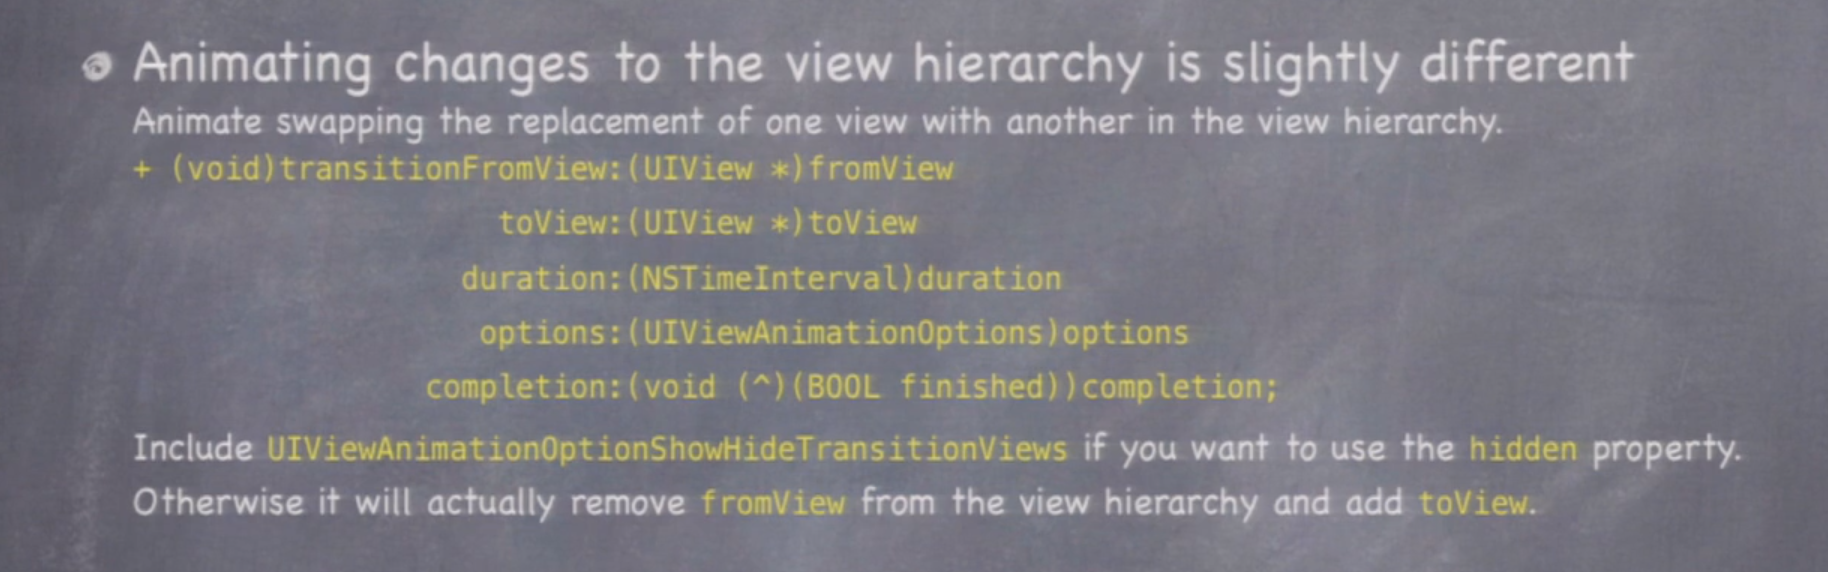 Animating changes to the view hierarchy is slightly different
Animate swapping the replacement of one view with another in the view hierarchy.
+ (void)transitionFromView:(UIView *)fromView
toView:(UIView *)toView
duration:(NSTimeInterval)duration
options:(UIViewAnimationOptions)options
completion:(void (^)(BOOL finished))completion;
Include UIViewAnimationOptionShowHideTransitionViews if you want to use the hidden property.
Otherwise it will actually remove fromView from the view hierarchy and add toView.